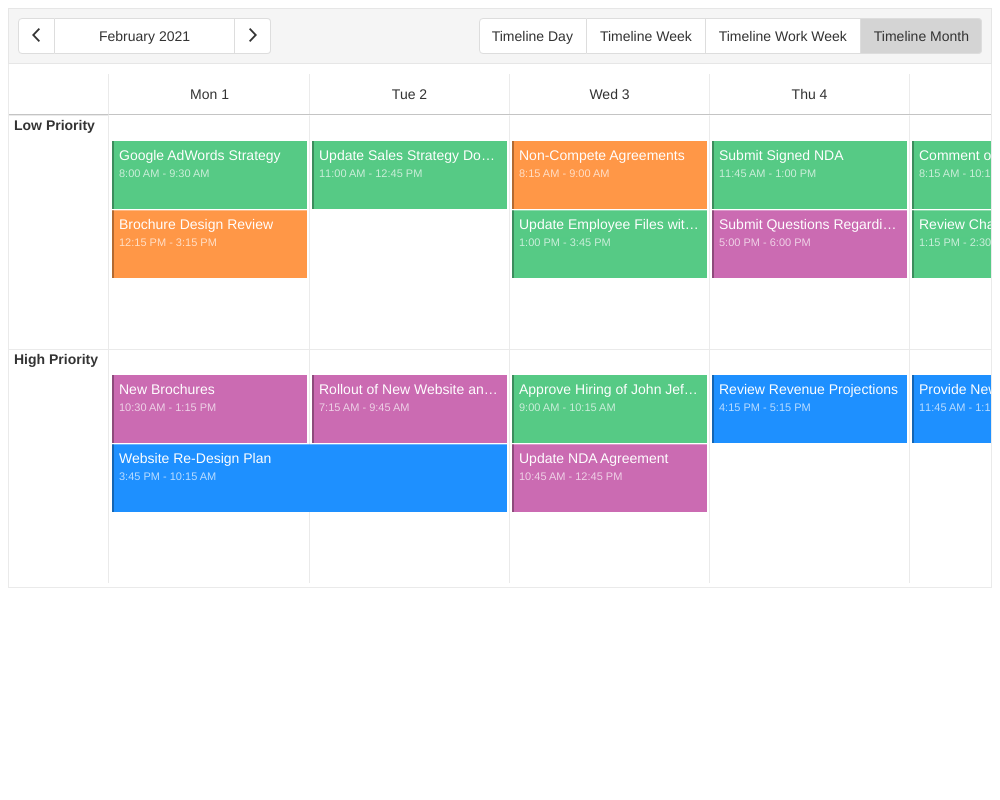 February 2021
Timeline Day
Timeline Week
Timeline Work Week
Timeline Month
Mon 1
Tue 2
Wed 3
Thu 4
Low Priority
Google AdWords Strategy
8:00 AM - 9:30 AM
Update Sales Strategy Do…
11:00 AM - 12:45 PM
Non-Compete Agreements
8:15 AM - 9:00 AM
Submit Signed NDA
11:45 AM - 1:00 PM
Comment o
8:15 AM - 10:1
Brochure Design Review
12:15 PM - 3:15 PM
Update Employee Files wit…
1:00 PM - 3:45 PM
Submit Questions Regardi…
5:00 PM - 6:00 PM
Review Cha
1:15 PM - 2:30
High Priority
New Brochures
10:30 AM - 1:15 PM
Rollout of New Website an…
7:15 AM - 9:45 AM
Approve Hiring of John Jef…
9:00 AM - 10:15 AM
Review Revenue Projections
4:15 PM - 5:15 PM
Provide New
11:45 AM - 1:1
Website Re-Design Plan
3:45 PM - 10:15 AM
Update NDA Agreement
10:45 AM - 12:45 PM